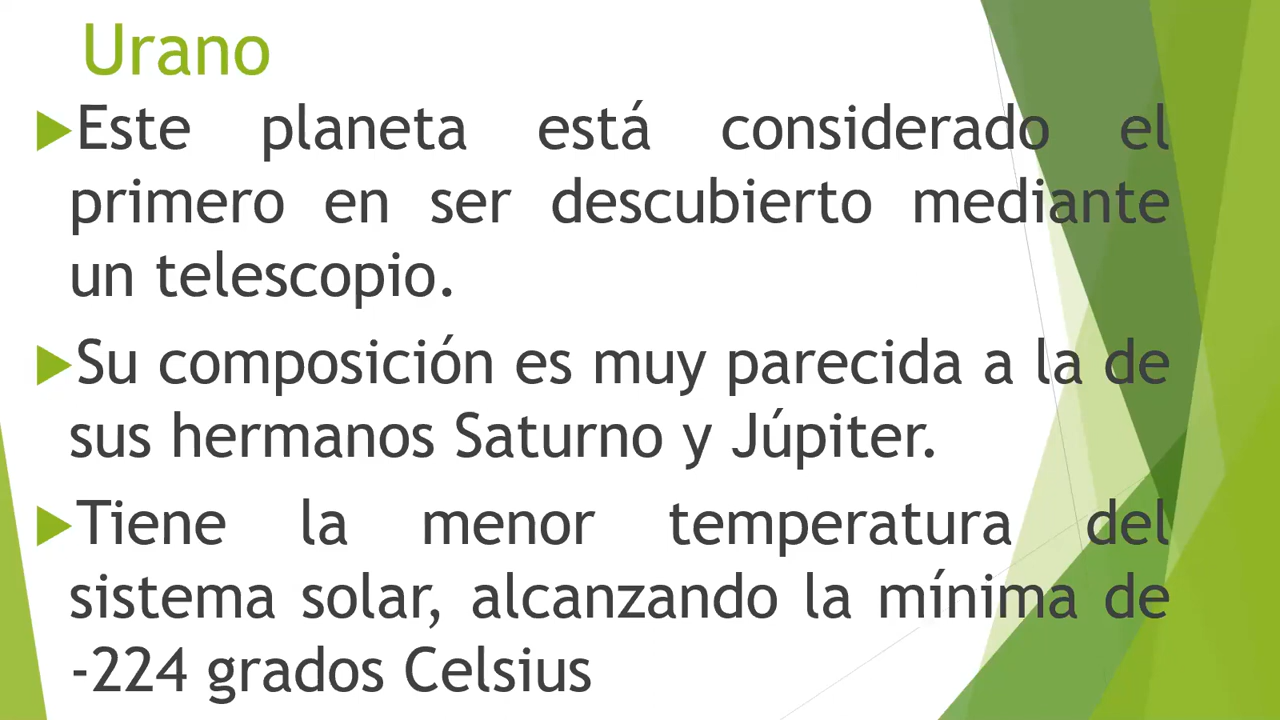 Urano
Este planeta está considerado el
primero en ser descubierto mediante
un telescopio.
Su composición es muy parecida a la de
sus hermanos Saturno y Júpiter.
Tiene la menor temperatura del
sistema solar, alcanzando la mínima de
-224 grados Celsius